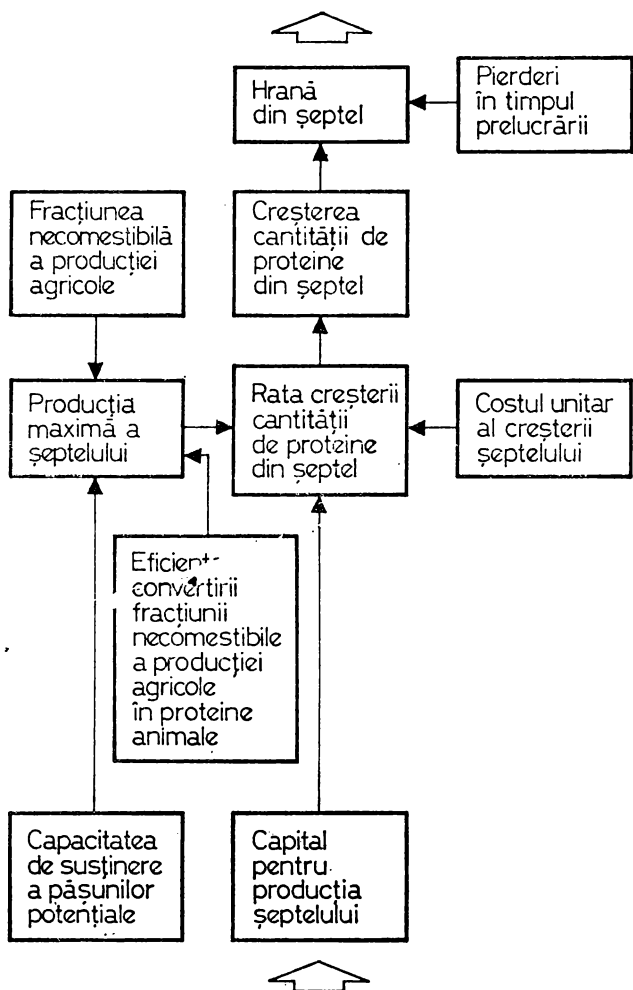 Hrană
din șeptel
Pierderi
în timpul
prelucrării
Fracțiunea
necomestibilă
a producției
agricole
Creșterea
cantității de
proteine
din șeptel
Producția
maximă a
șeptelului
Rata creșterii
cantității
de proteine
din șeptel
Costul unitar
al creșterii
șeptelului
convertirii
fracțiunii
necomestibile
a producției
agricole
în proteine
animale
Capacitatea
de susținere
a pășunilor
potențiale
Capital
pentru
producția
șeptelului